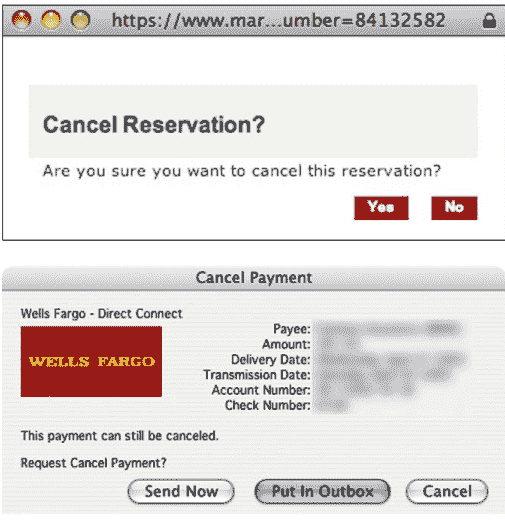 https://www.mar...umber=84132582
Cancel Reservation?
Are you sure you want to cancel this reservation?
Yes
No
Cancel Payment
Wells Fargo - Direct Connect
WELLS FARGO
Payee:
Amount:
Delivery Date:
Transmission Date:
Account Number:
Check Number:
This payment can still be canceled.
Request Cancel Payment?
Send Now
Put In Outbox
Cancel